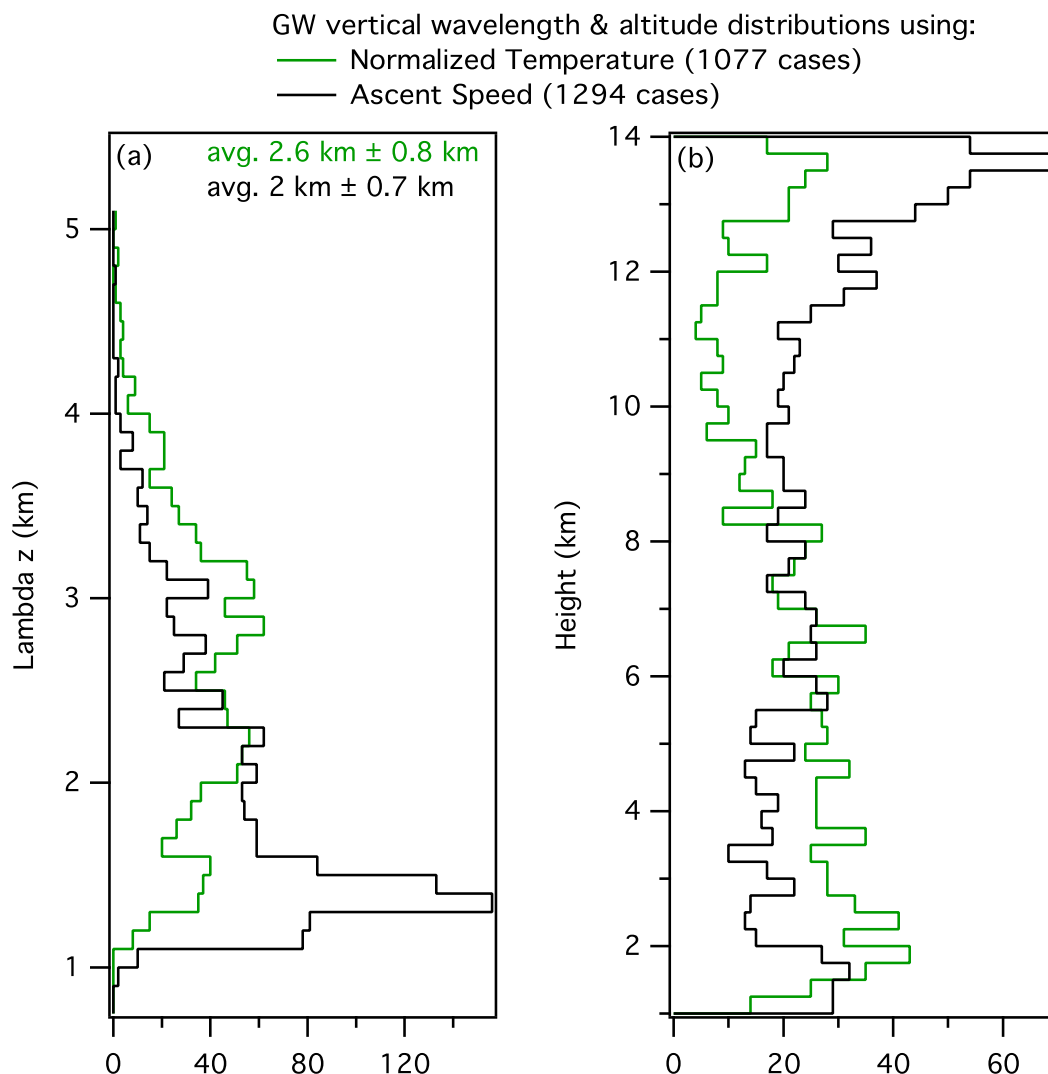 GW vertical wavelength & altitude distributions using:
Normalized Temperature (1077 cases)
Ascent Speed (1294 cases)
(a)
avg. 2.6 km ± 0.8 km
avg. 2 km ± 0.7 km
5
4
3
2
1
Lambda z (km)
0 40 80 120
(b)
14
12
10
8
6
4
2
Height (km)
0 20 40 60